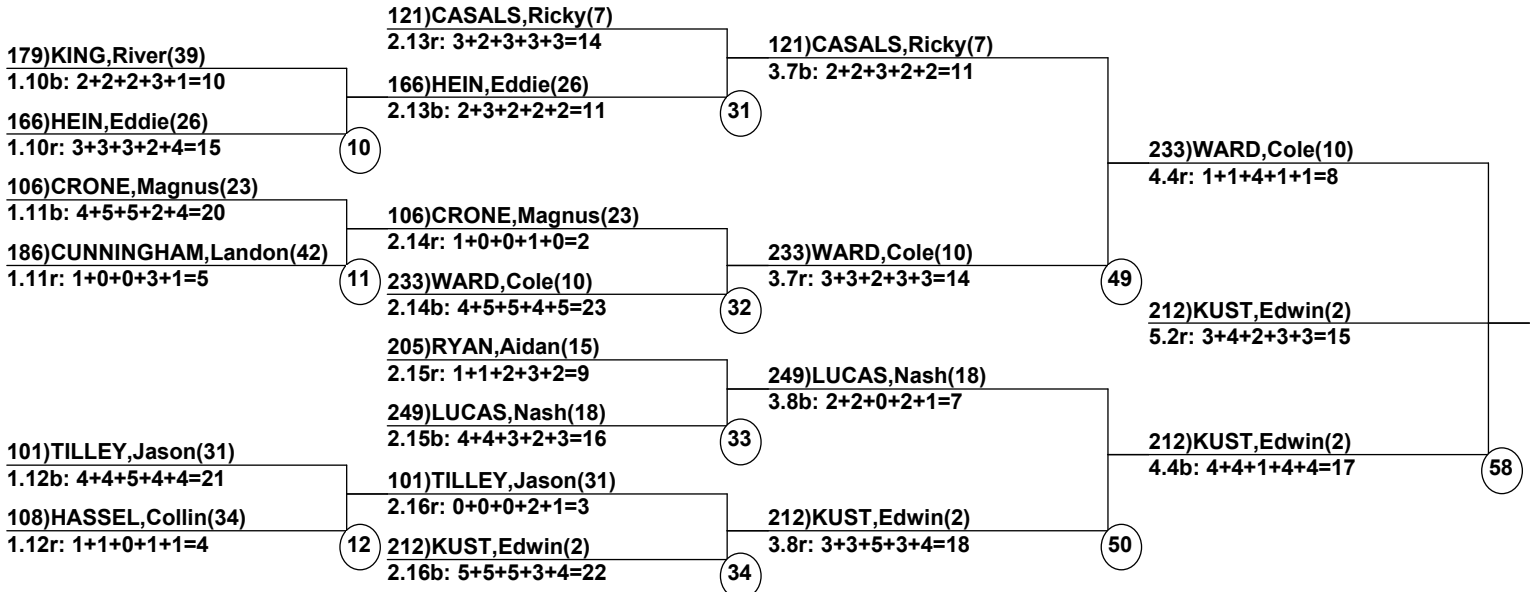 179)KING,River(39)
1.10b: 2+2+2+3+1=10
166)HEIN,Eddie(26)
1.10r: 3+3+3+2+4=15
10
106)CRONE,Magnus(23)
1.11b: 4+5+5+2+4=20
186)CUNNINGHAM,Landon(42)
1.11r: 1+0+0+3+1=5
11
101)TILLEY,Jason(31)
1.12b: 4+4+5+4+4=21
108)HASSEL,Collin(34)
1.12r: 1+1+0+1+1=4
12
121)CASALS,Ricky(7)
2.13r: 3+2+3+3+3=14
166)HEIN,Eddie(26)
2.13b: 2+3+2+2+2=11
31
106)CRONE,Magnus(23)
2.14r: 1+0+0+1+0=2
233)WARD,Cole(10)
2.14b: 4+5+5+4+5=23
32
205)RYAN,Aidan(15)
2.15r: 1+1+2+3+2=9
249)LUCAS,Nash(18)
2.15b: 4+4+3+2+3=16
33
101)TILLEY,Jason(31)
2.16r: 0+0+0+2+1=3
212)KUST,Edwin(2)
2.16b: 5+5+5+3+4=22
34
121)CASALS,Ricky(7)
3.7b: 2+2+3+2+2=11
233)WARD,Cole(10)
3.7r: 3+3+2+3+3=14
49
249)LUCAS,Nash(18)
3.8b: 2+2+0+2+1=7
212)KUST,Edwin(2)
3.8r: 3+3+5+3+4=18
50
233)WARD,Cole(10)
4.4r: 1+1+4+1+1=8
212)KUST,Edwin(2)
5.2r: 3+4+2+3+3=15
212)KUST,Edwin(2)
4.4b: 4+4+1+4+4=17
58